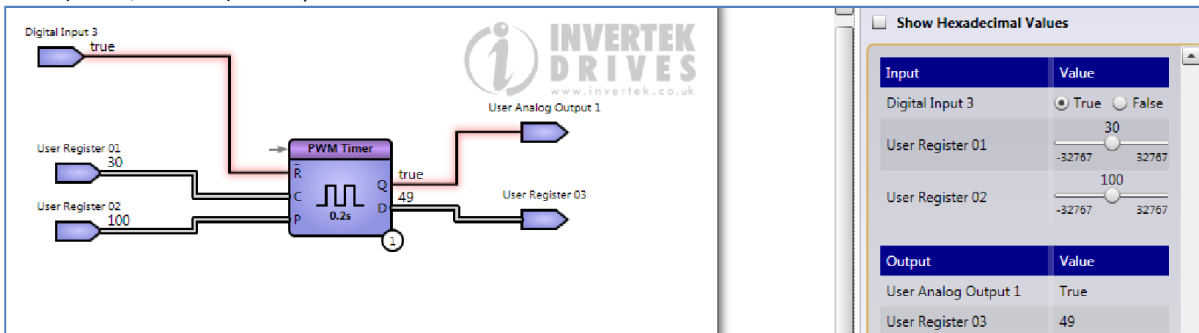 Digital Input 3
true
INVERTEK
DRIVES
www.invertek.co.uk
User Analog Output 1
User Register 01
30
PWM Timer
R
Q
true
C
49
D
User Register 03
0.2s
User Register 02
100
P
1
Show Hexadecimal Values
Input Value
Digital Input 3 True False
User Register 01 30
-32767 32767
User Register 02 100
-32767 32767
Output Value
User Analog Output 1 True
User Register 03 49